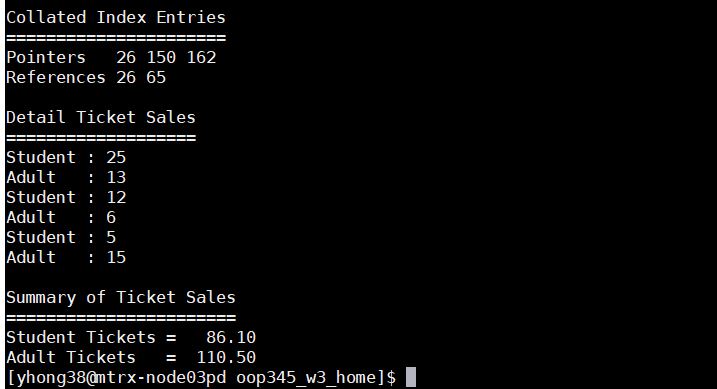 Collated Index Entries
======================
Pointers   26 150 162
References 26 65

Detail Ticket Sales
===================
Student : 25
Adult   : 13
Student : 12
Adult   : 6
Student : 5
Adult   : 15

Summary of Ticket Sales
=======================
Student Tickets =   86.10
Adult Tickets   =  110.50
[yhong38@mtrx-node03pd oop345_w3_home]$